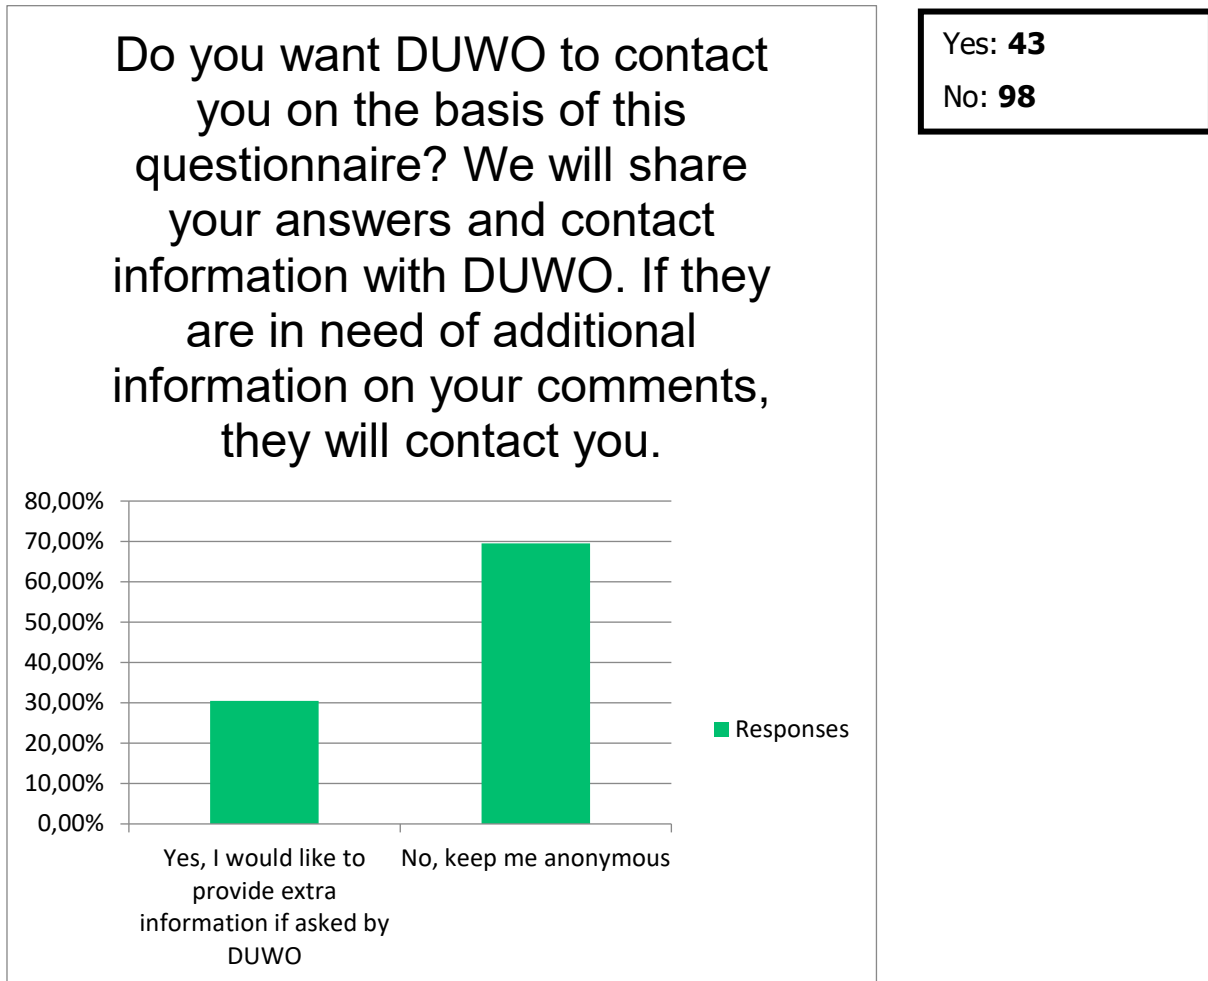 Do you want DUWO to contact
you on the basis of this
questionnaire? We will share
your answers and contact
information with DUWO. If they
are in need of additional
information on your comments,
they will contact you.
80,00%
70,00%
60,00%
50,00%
40,00%
30,00%
20,00%
10,00%
0,00%
Yes, I would like to
provide extra
information if asked by
DUWO
No, keep me anonymous
Responses
Yes: 43
No: 98